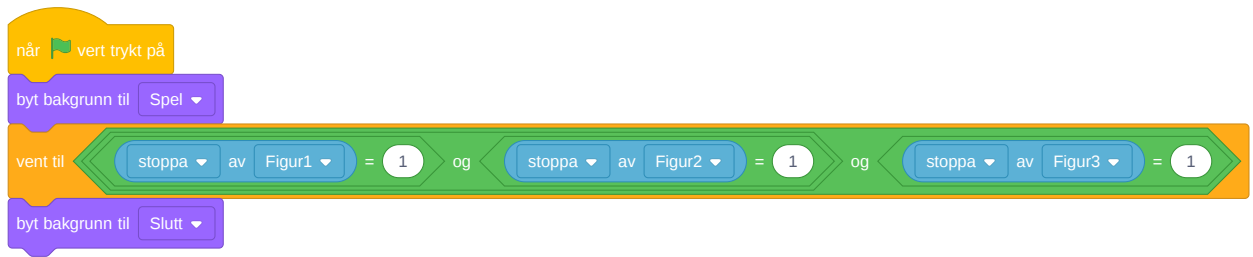 når vert trykt på
byt bakgrunn til Spel
vent til stoppa av Figur1 = 1 og stoppa av Figur2 = 1 og stoppa av Figur3 = 1
byt bakgrunn til Slutt